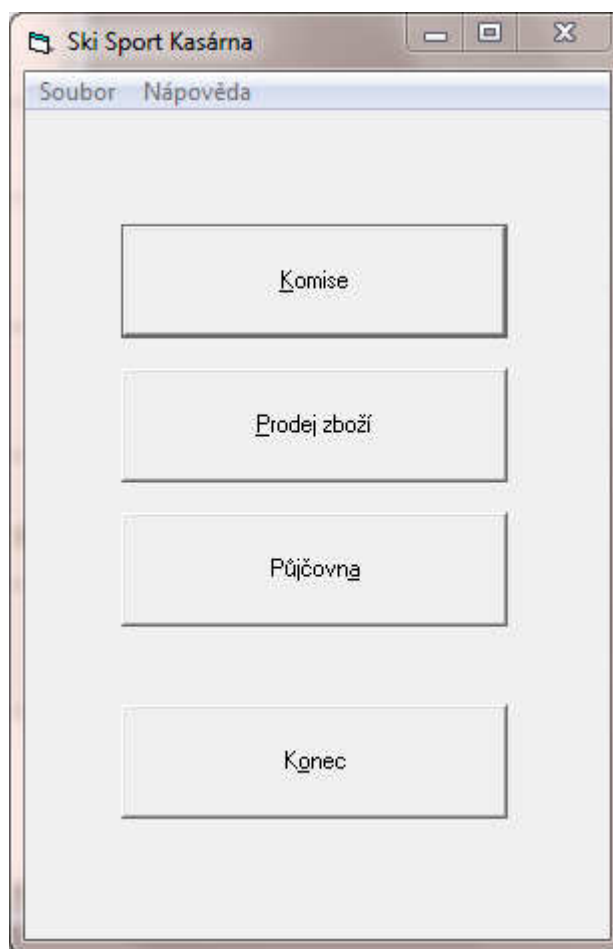 Ski Sport Kasárna
Soubor Nápověda
Komise
Prodej zboží
Půjčovna
Konec